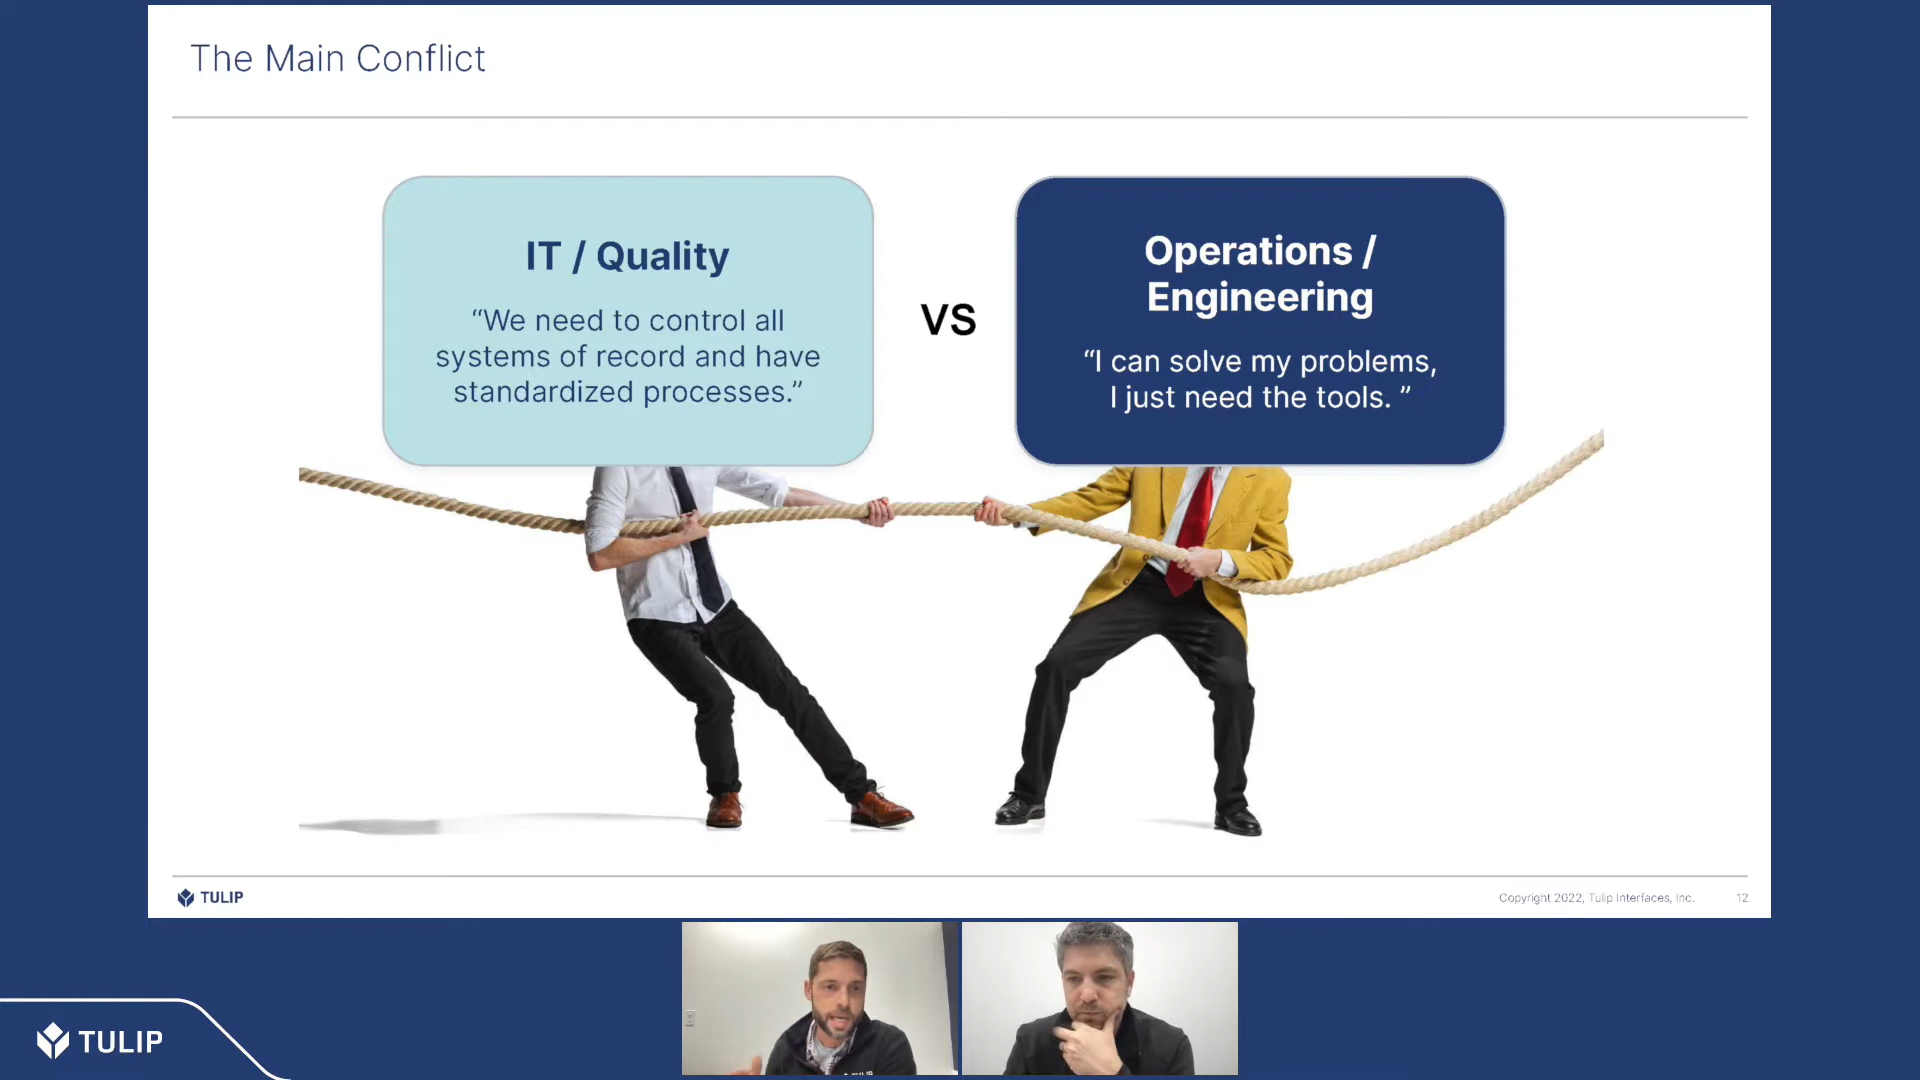 The Main Conflict
IT / Quality
“We need to control all
systems of record and have
standardized processes.”
vs
Operations /
Engineering
“I can solve my problems,
I just need the tools. ”
TULIP
Copyright 2022, Tulip Interfaces, Inc.
12
TULIP